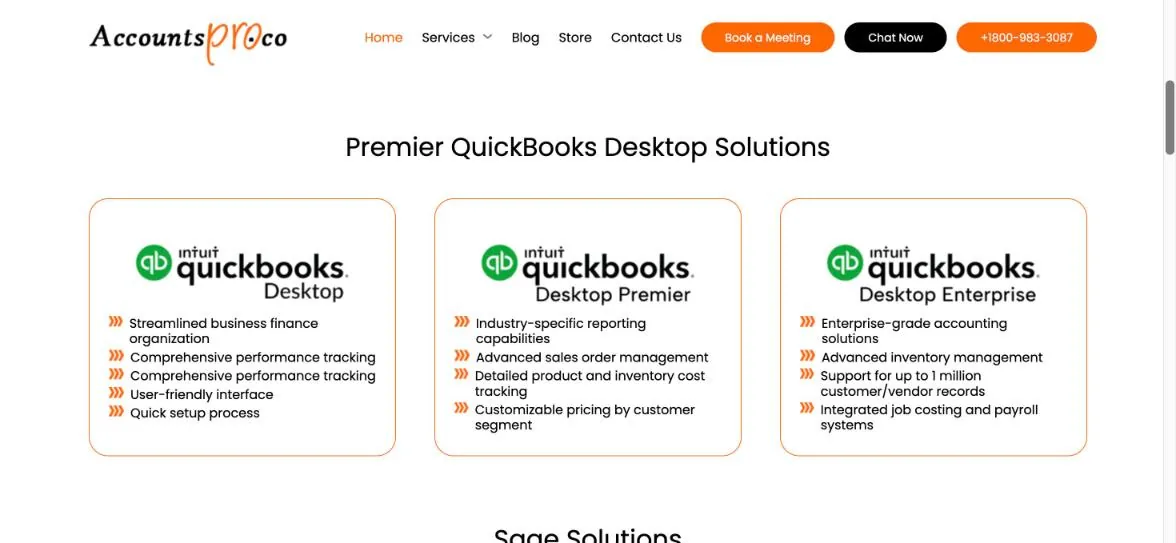 Accountsproco
Home Services Blog Store Contact Us Book a Meeting Chat Now +1800-983-3087
Premier QuickBooks Desktop Solutions
qb intuit
quickbooks.
Desktop
Streamlined business finance
organization
Comprehensive performance tracking
Comprehensive performance tracking
User-friendly interface
Quick setup process
qb intuit
quickbooks.
Desktop Premier
Industry-specific reporting
capabilities
Advanced sales order management
Detailed product and inventory cost
tracking
Customizable pricing by customer
segment
qb intuit
quickbooks.
Desktop Enterprise
Enterprise-grade accounting
solutions
Advanced inventory management
Support for up to 1 million
customer/vendor records
Integrated job costing and payroll
systems
Sage Solutions